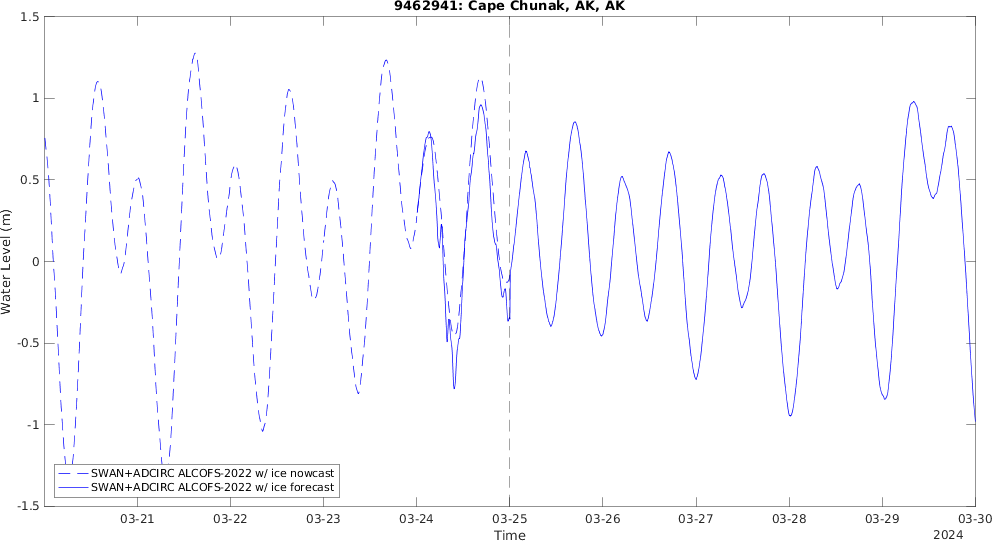 9462941: Cape Chunak, AK, AK
1.5
1
0.5
0
-0.5
-1
-1.5
Water Level (m)
SWAN+ADCIRC ALCOFS-2022 w/ ice nowcast
SWAN+ADCIRC ALCOFS-2022 w/ ice forecast
03-21 03-22 03-23 03-24 03-25 03-26 03-27 03-28 03-29 03-30
Time
2024